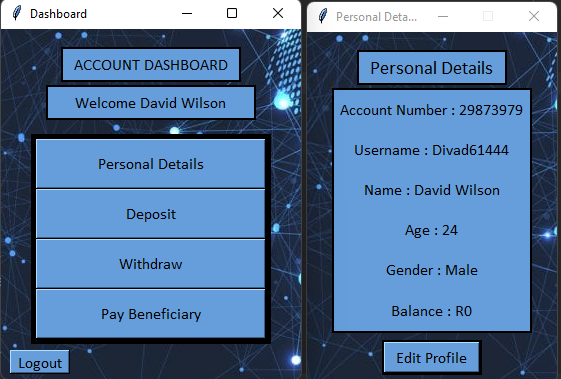 Dashboard
ACCOUNT DASHBOARD
Welcome David Wilson
Personal Details
Deposit
Withdraw
Pay Beneficiary
Logout
Personal Deta...
Personal Details
Account Number : 29873979
Username : Divad61444
Name : David Wilson
Age : 24
Gender : Male
Balance : R0
Edit Profile